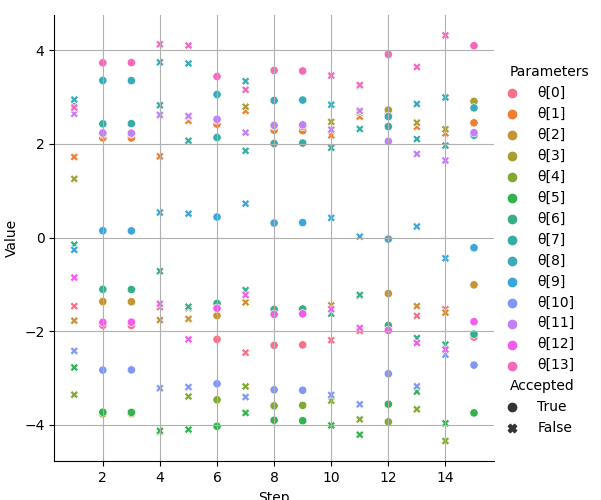 4
2
0
−2
−4
Value
2
4
6
8
10
12
14
Step
Parameters
θ[0]
θ[1]
θ[2]
θ[3]
θ[4]
θ[5]
θ[6]
θ[7]
θ[8]
θ[9]
θ[10]
θ[11]
θ[12]
θ[13]
Accepted
True
False